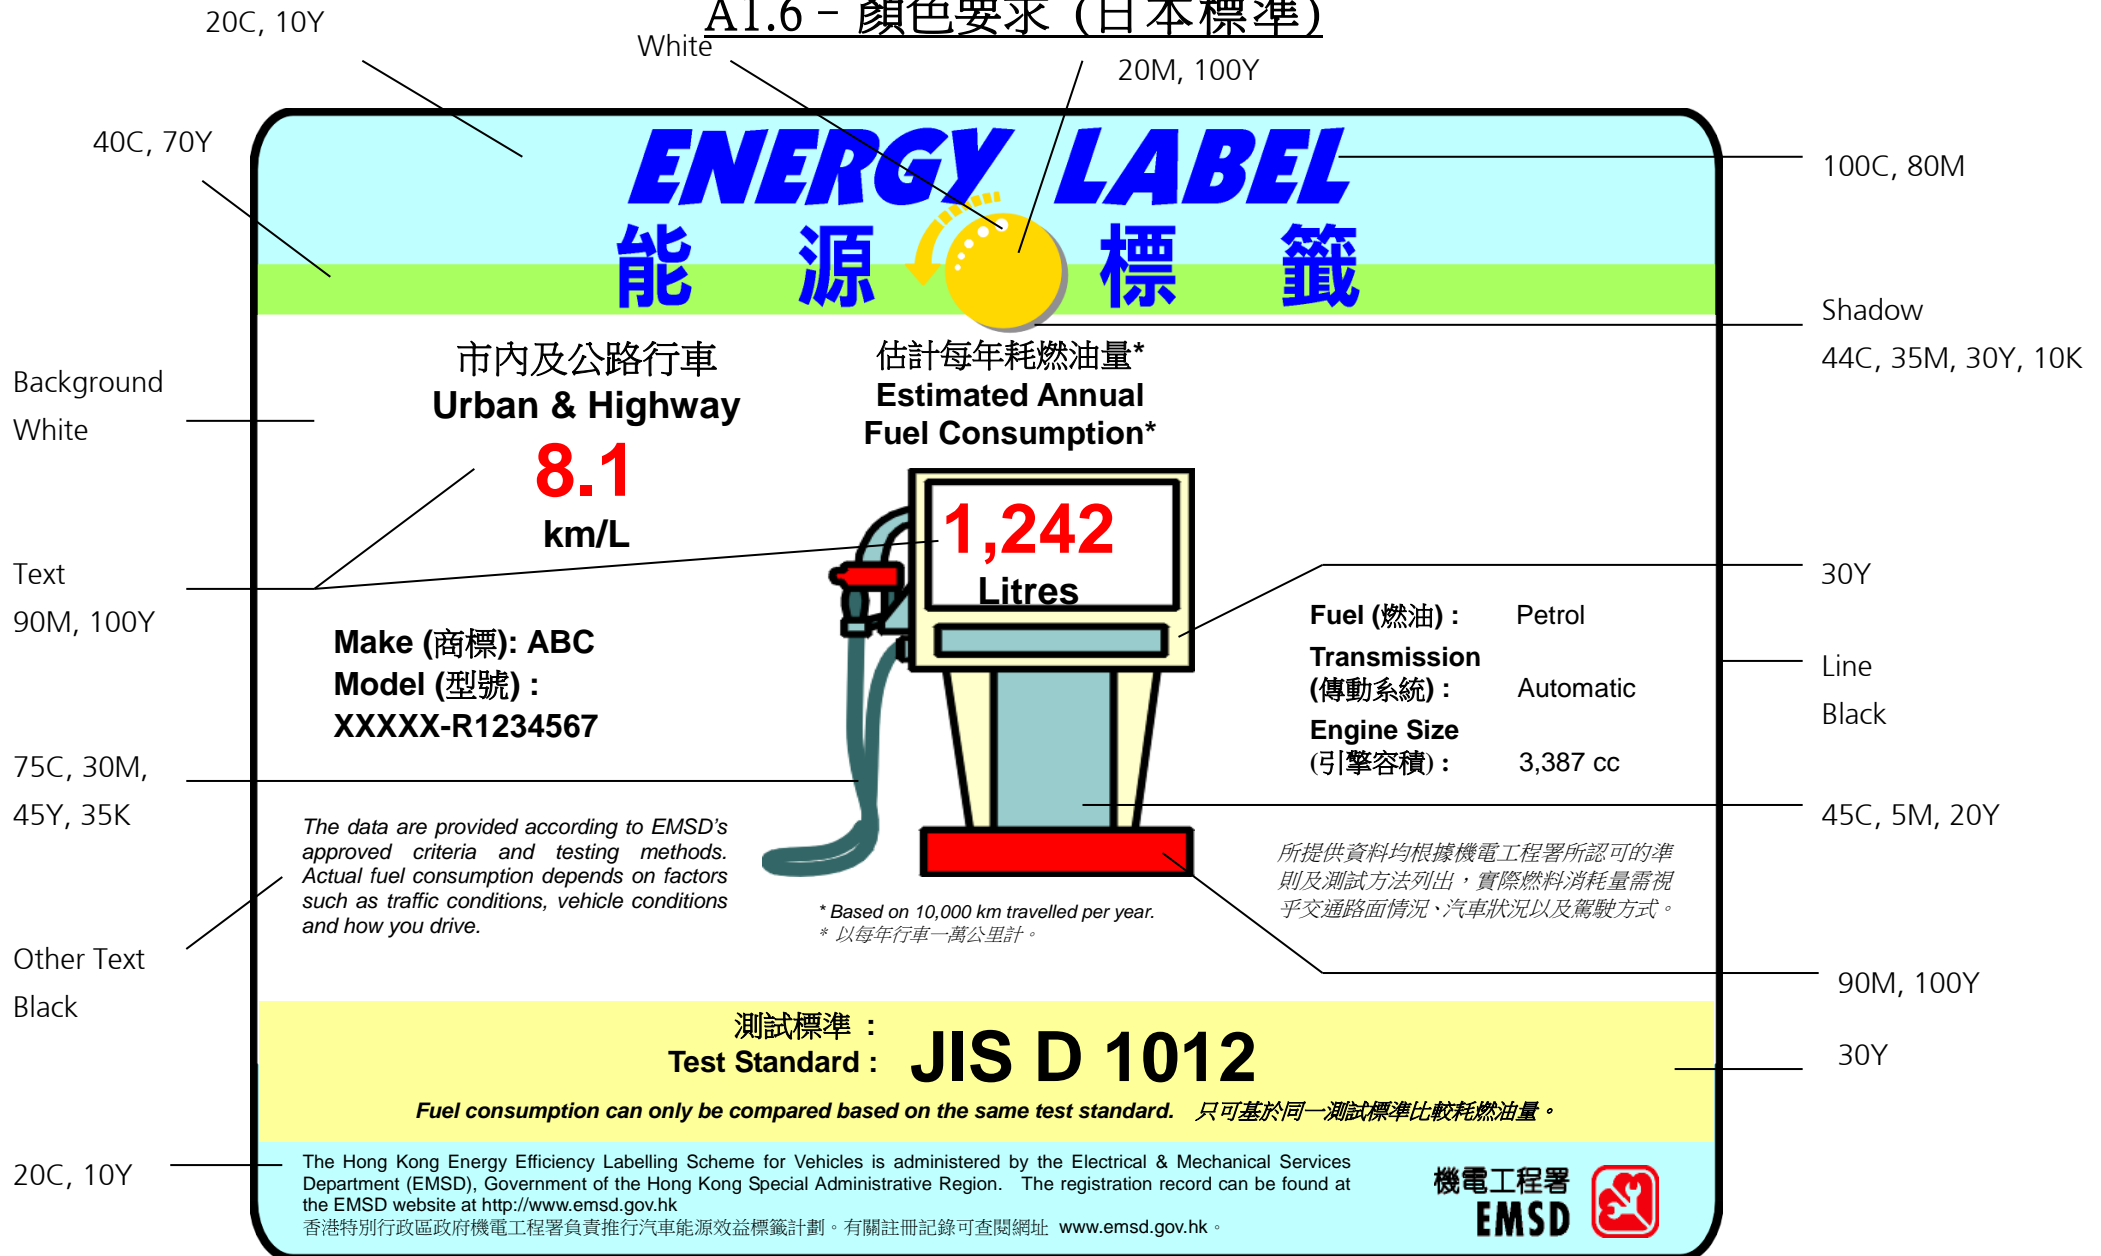 A1.6 – 顏色要求 (日本標準)
20C, 10Y
White
20M, 100Y
40C, 70Y
ENERGY LABEL
100C, 80M
能源標籤
Shadow
44C, 35M, 30Y, 10K
Background
White
市內及公路行車
Urban & Highway
8.1
km/L
估計每年耗燃油量*
Estimated Annual
Fuel Consumption*
1,242
Litres
Text
90M, 100Y
30Y
Make (商標): ABC
Model (型號) :
XXXXX-R1234567
Fuel (燃油) : Petrol
Transmission
(傳動系統) : Automatic
Engine Size
(引擎容積) : 3,387 cc
Line
Black
75C, 30M,
45Y, 35K
45C, 5M, 20Y
The data are provided according to EMSD's
approved criteria and testing methods.
Actual fuel consumption depends on factors
such as traffic conditions, vehicle conditions
and how you drive.
* Based on 10,000 km travelled per year.
* 以每年行車一萬公里計。
所提供資料均根據機電工程署所認可的準
則及測試方法列出，實際燃料消耗量需視
乎交通路面情況、汽車狀況以及駕駛方式。
Other Text
Black
90M, 100Y
測試標準 :
Test Standard : JIS D 1012
30Y
Fuel consumption can only be compared based on the same test standard. 只可基於同一測試標準比較耗燃油量。
20C, 10Y
The Hong Kong Energy Efficiency Labelling Scheme for Vehicles is administered by the Electrical & Mechanical Services
Department (EMSD), Government of the Hong Kong Special Administrative Region. The registration record can be found at
the EMSD website at http://www.emsd.gov.hk
香港特別行政區政府機電工程署負責推行汽車能源效益標籤計劃。有關註冊記錄可查閱網址 www.emsd.gov.hk。
機電工程署
EMSD